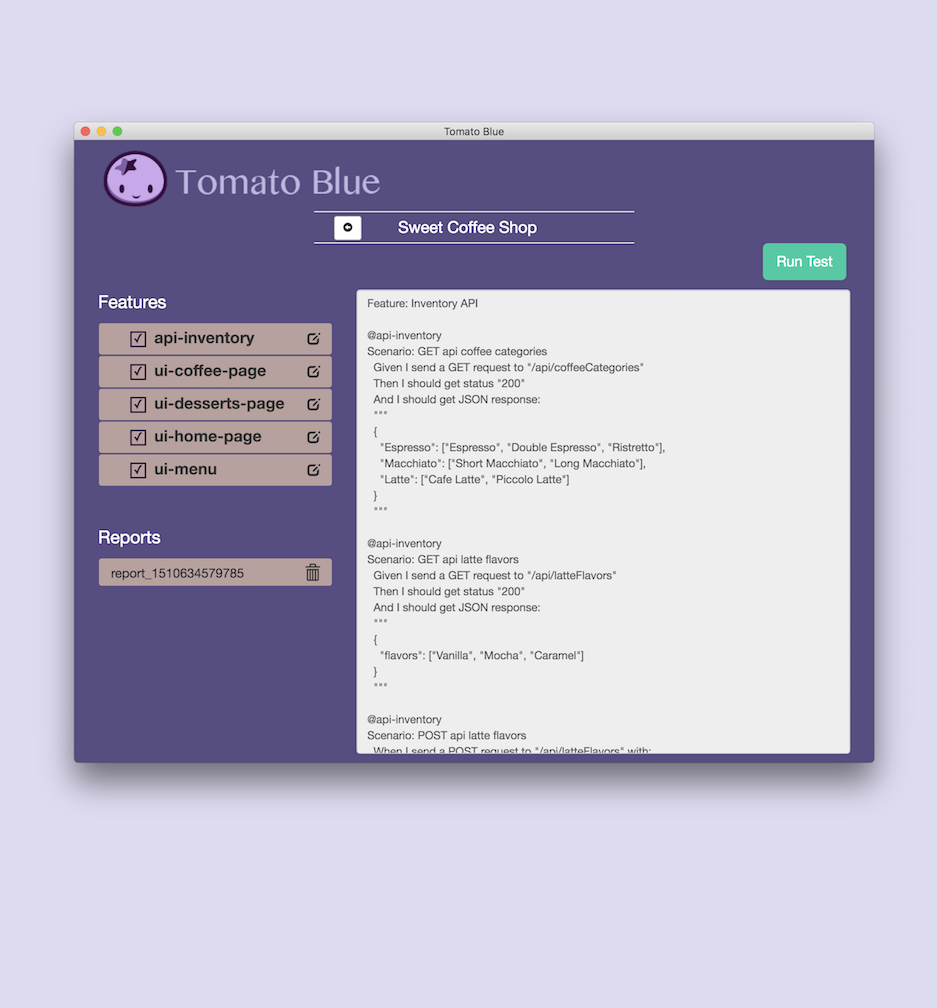 Tomato Blue
Tomato Blue
Sweet Coffee Shop
Run Test
Features
api-inventory
ui-coffee-page
ui-desserts-page
ui-home-page
ui-menu
Reports
report_1510634579785
Feature: Inventory API
@api-inventory
Scenario: GET api coffee categories
Given I send a GET request to "/api/coffeeCategories"
Then I should get status "200"
And I should get JSON response:
"""
{
"Espresso": ["Espresso", "Double Espresso", "Ristretto"],
"Macchiato": ["Short Macchiato", "Long Macchiato"],
"Latte": ["Cafe Latte", "Piccolo Latte"]
}
"""
@api-inventory
Scenario: GET api latte flavors
Given I send a GET request to "/api/latteFlavors"
Then I should get status "200"
And I should get JSON response:
"""
{
"flavors": ["Vanilla", "Mocha", "Caramel"]
}
"""
@api-inventory
Scenario: POST api latte flavors
When I send a POST request to "/api/latteFlavors" with: